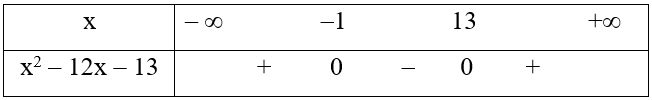 x – ∞ –1 13 +∞
x² – 12x – 13 + 0 – 0 +